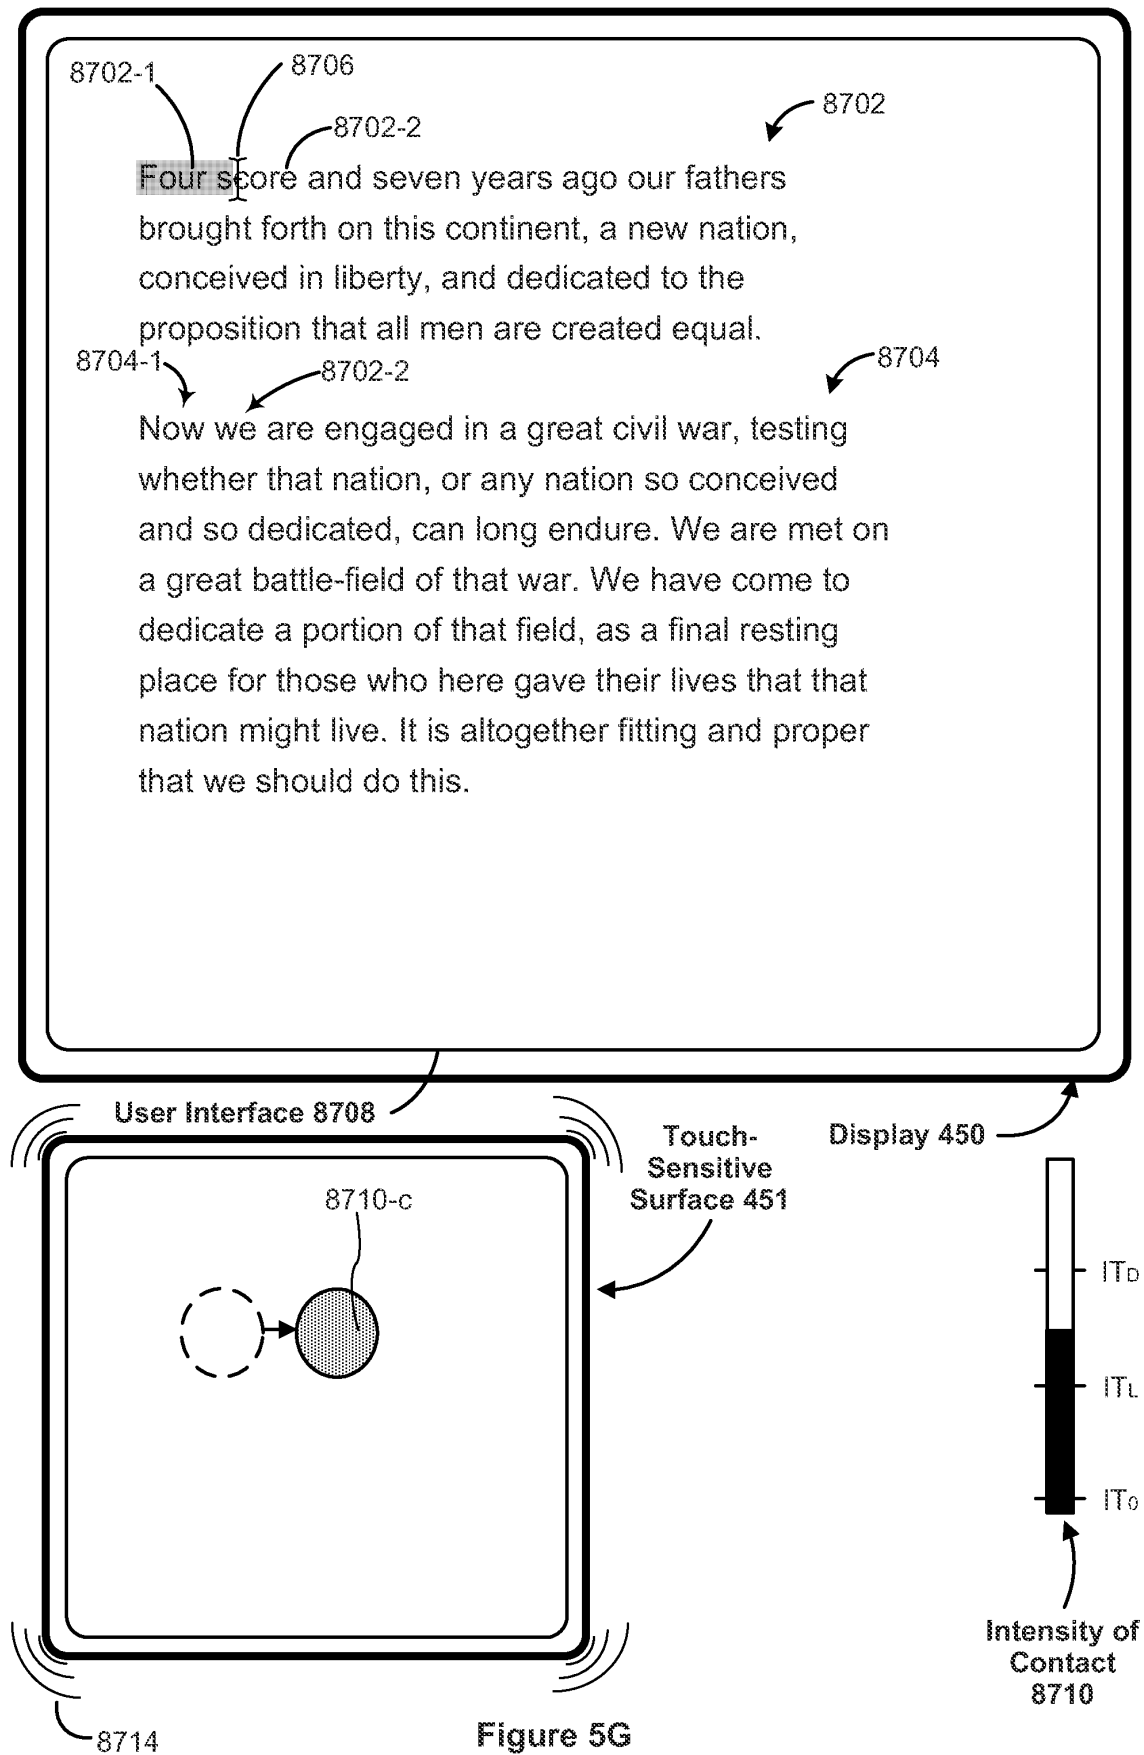 8702-1
8706
8702
8702-2
Four score and seven years ago our fathers
brought forth on this continent, a new nation,
conceived in liberty, and dedicated to the
proposition that all men are created equal.
8704-1
8702-2
8704
Now we are engaged in a great civil war, testing
whether that nation, or any nation so conceived
and so dedicated, can long endure. We are met on
a great battle-field of that war. We have come to
dedicate a portion of that field, as a final resting
place for those who here gave their lives that that
nation might live. It is altogether fitting and proper
that we should do this.
User Interface 8708
Display 450
Touch-
Sensitive
Surface 451
8710-c
ITD
ITL
IT0
Intensity of
Contact
8710
8714
Figure 5G